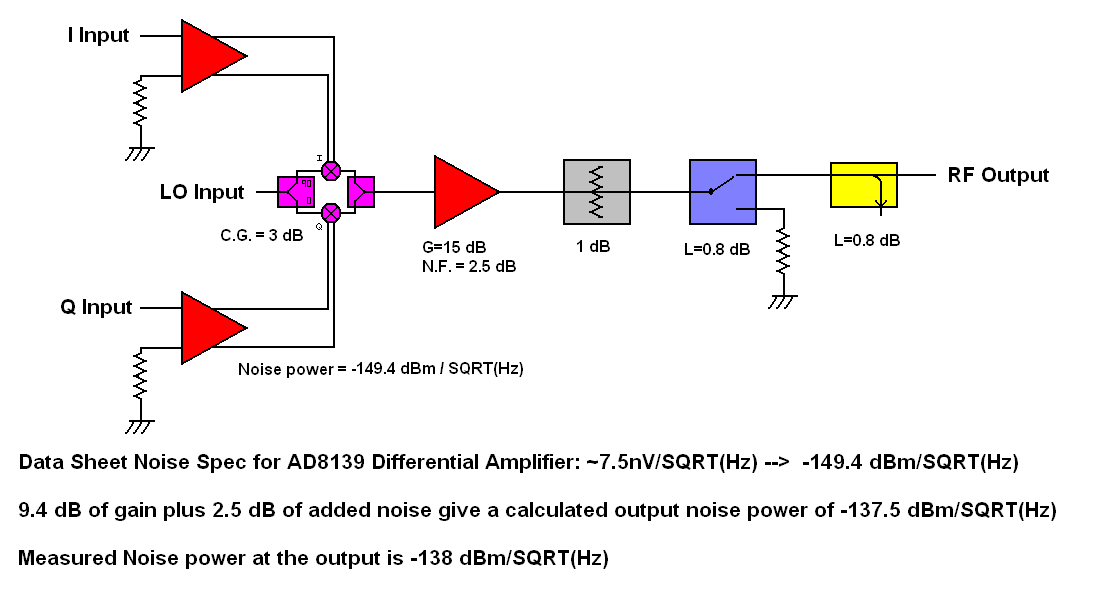 I Input
LO Input
I
90
0
Q
C.G. = 3 dB
G=15 dB
N.F. = 2.5 dB
1 dB
L=0.8 dB
L=0.8 dB
RF Output
Q Input
Noise power = -149.4 dBm / SQRT(Hz)
Data Sheet Noise Spec for AD8139 Differential Amplifier: ~7.5nV/SQRT(Hz) --> -149.4 dBm/SQRT(Hz)
9.4 dB of gain plus 2.5 dB of added noise give a calculated output noise power of -137.5 dBm/SQRT(Hz)
Measured Noise power at the output is -138 dBm/SQRT(Hz)